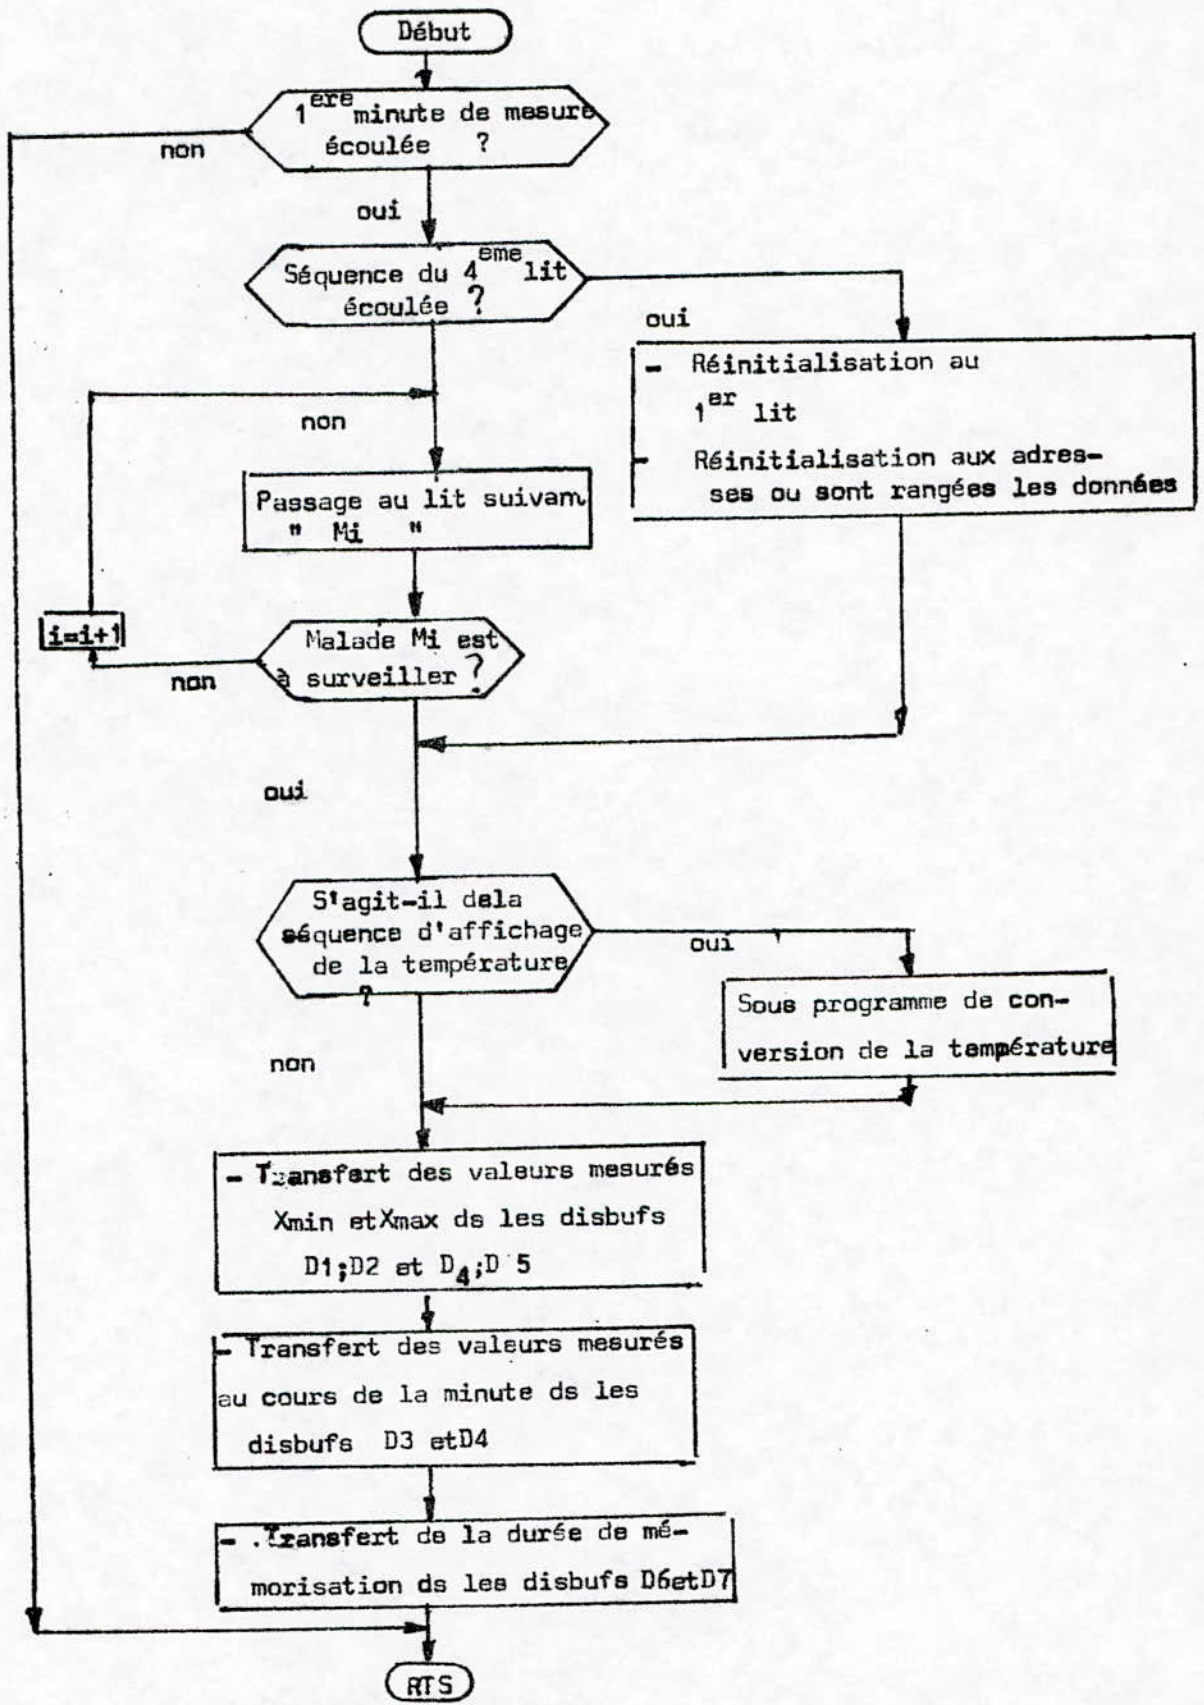 Début
1ere minute de mesure
écoulée ?
non
oui
Séquence du 4eme lit
écoulée ?
oui
- Réinitialisation au
1er lit
- Réinitialisation aux adres-
ses ou sont rangées les données
non
Passage au lit suivan
" Mi "
i=i+1
Malade Mi est
à surveiller ?
non
oui
S'agit-il dela
séquence d'affichage
de la température
?
oui
Sous programme de con-
version de la température
non
- Transfert des valeurs mesurés
Xmin etXmax ds les disbufs
D1;D2 et D4;D 5
- Transfert des valeurs mesurés
au cours de la minute ds les
disbufs D3 etD4
- .Transfert de la durée de mé-
morisation ds les disbufs D6etD7
RTS